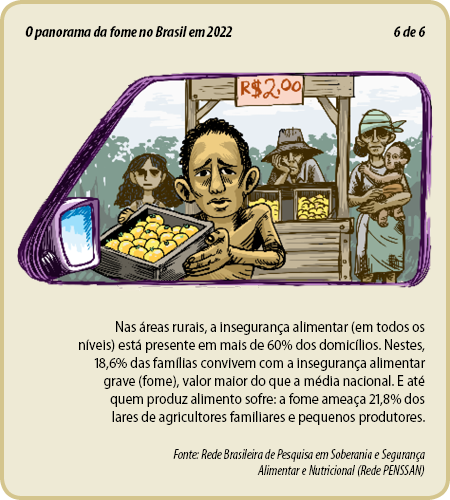 O panorama da fome no Brasil em 2022
6 de 6
R$2,00
Nas áreas rurais, a insegurança alimentar (em todos os
níveis) está presente em mais de 60% dos domicílios. Nestes,
18,6% das famílias convivem com a insegurança alimentar
grave (fome), valor maior do que a média nacional. E até
quem produz alimento sofre: a fome ameaça 21,8% dos
lares de agricultores familiares e pequenos produtores.
Fonte: Rede Brasileira de Pesquisa em Soberania e Segurança
Alimentar e Nutricional (Rede PENSSAN)